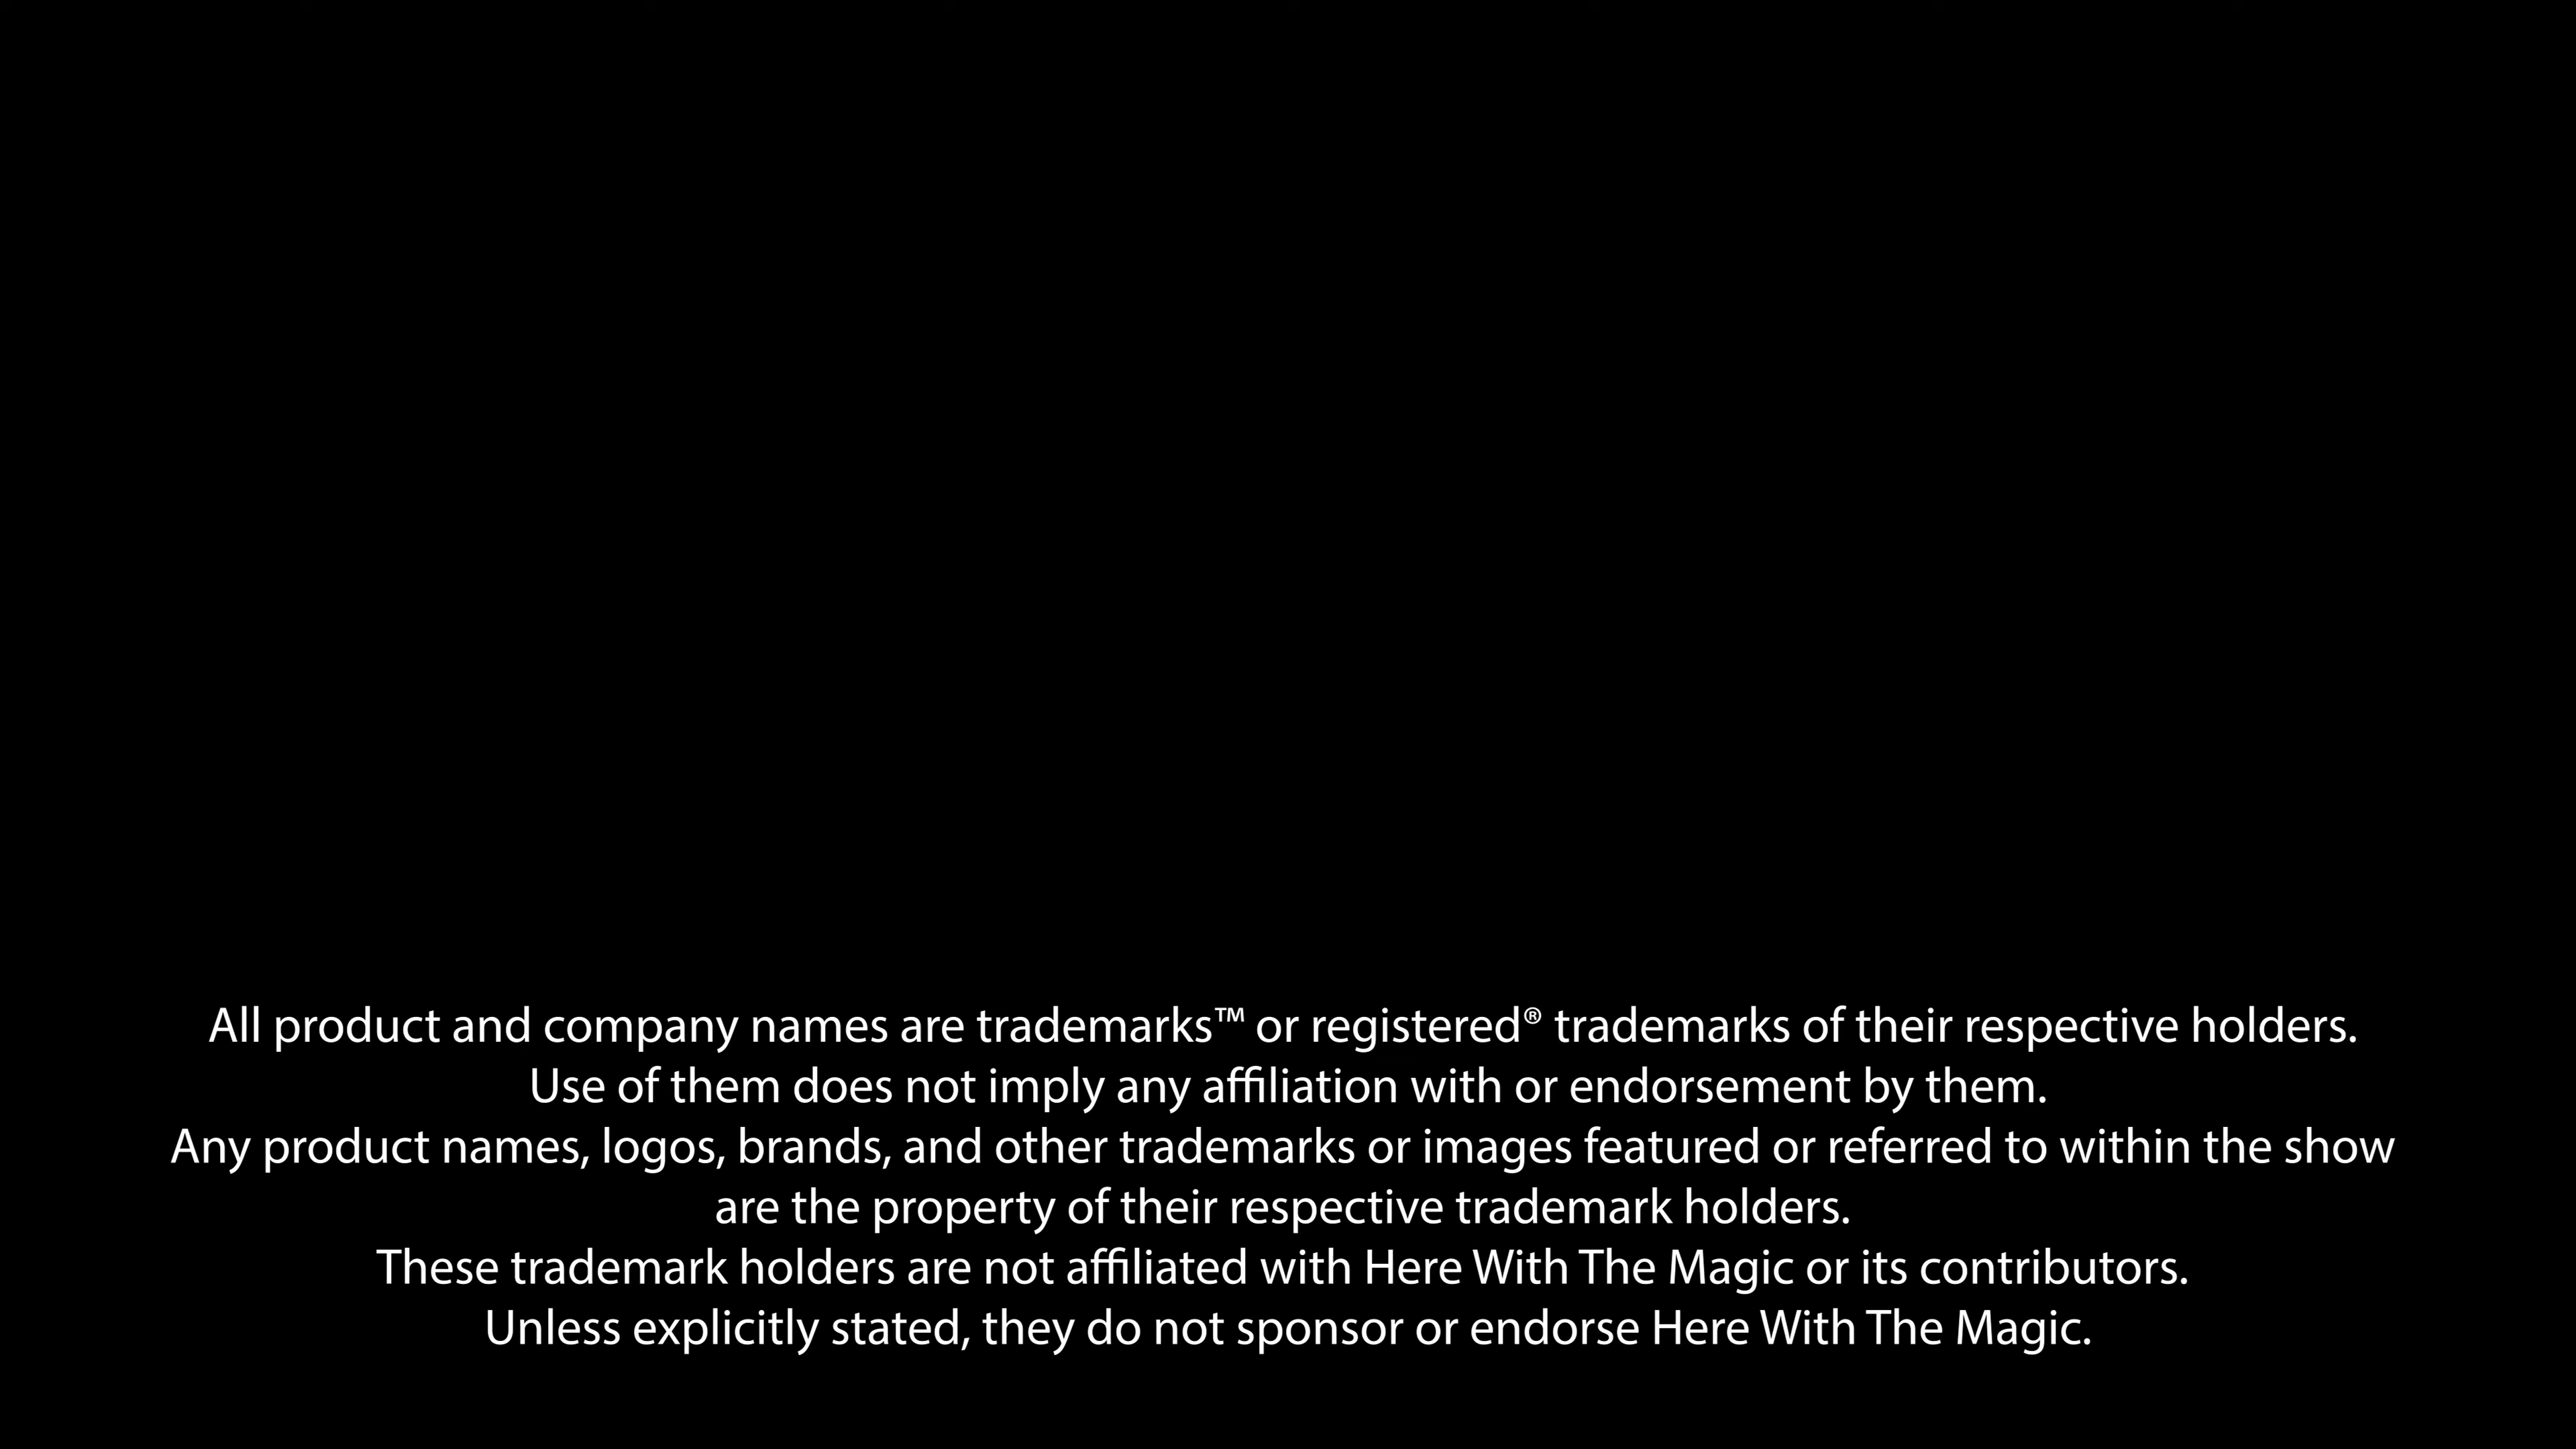 All product and company names are trademarks™ or registered® trademarks of their respective holders.
Use of them does not imply any affiliation with or endorsement by them.
Any product names, logos, brands, and other trademarks or images featured or referred to within the show
are the property of their respective trademark holders.
These trademark holders are not affiliated with Here With The Magic or its contributors.
Unless explicitly stated, they do not sponsor or endorse Here With The Magic.